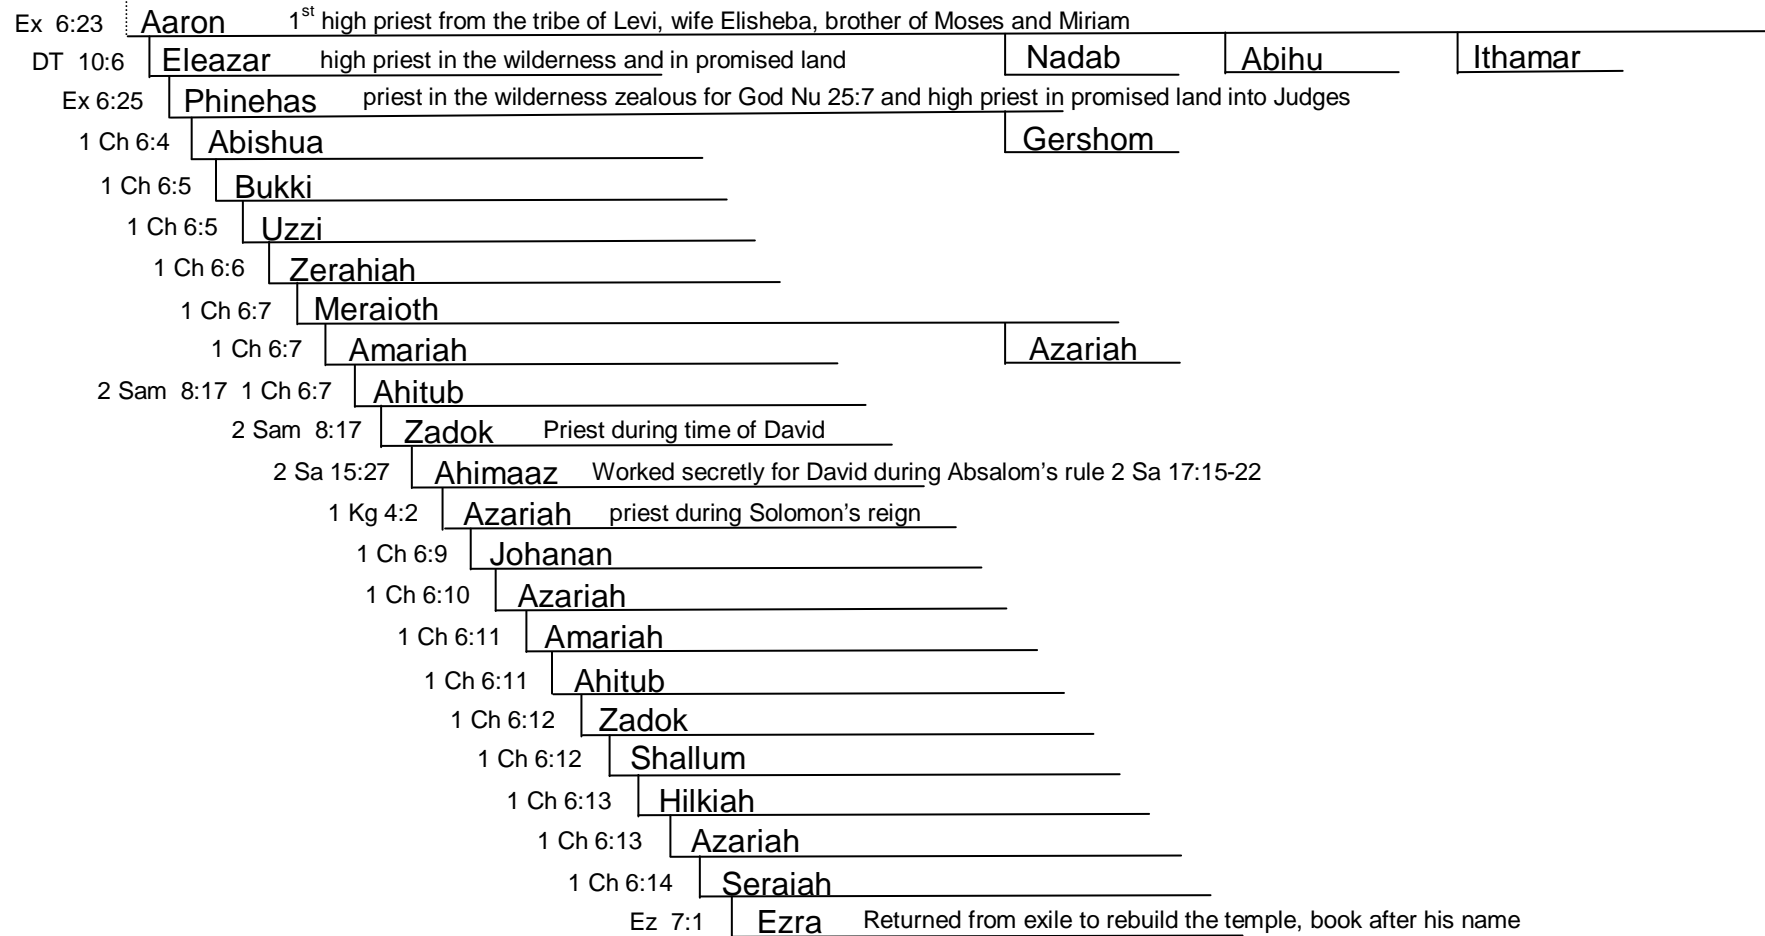 Ex 6:23 Aaron 1st high priest from the tribe of Levi, wife Elisheba, brother of Moses and Miriam
DT 10:6 Eleazar high priest in the wilderness and in promised land Nadab Abihu Ithamar
Ex 6:25 Phinehas priest in the wilderness zealous for God Nu 25:7 and high priest in promised land into Judges
1 Ch 6:4 Abishua Gershom
1 Ch 6:5 Bukki
1 Ch 6:5 Uzzi
1 Ch 6:6 Zerahiah
1 Ch 6:7 Meraioth
1 Ch 6:7 Amariah Azariah
2 Sam 8:17 1 Ch 6:7 Ahitub
2 Sam 8:17 Zadok Priest during time of David
2 Sa 15:27 Ahimaaz Worked secretly for David during Absalom's rule 2 Sa 17:15-22
1 Kg 4:2 Azariah priest during Solomon's reign
1 Ch 6:9 Johanan
1 Ch 6:10 Azariah
1 Ch 6:11 Amariah
1 Ch 6:11 Ahitub
1 Ch 6:12 Zadok
1 Ch 6:12 Shallum
1 Ch 6:13 Hilkiah
1 Ch 6:13 Azariah
1 Ch 6:14 Seraiah
Ez 7:1 Ezra Returned from exile to rebuild the temple, book after his name